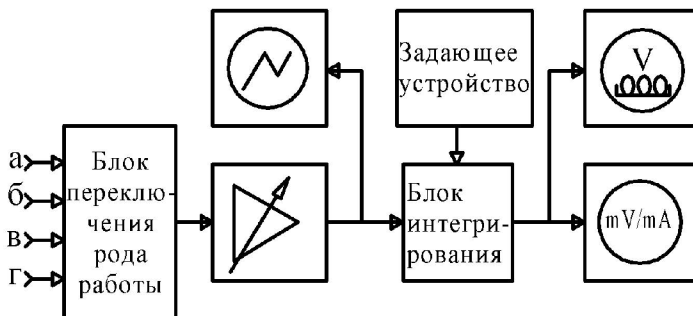 Задающее
устройство
V
а
б
в
г
Блок
переклю-
чения
рода
работы
Блок
интегри-
рования
mV/mA